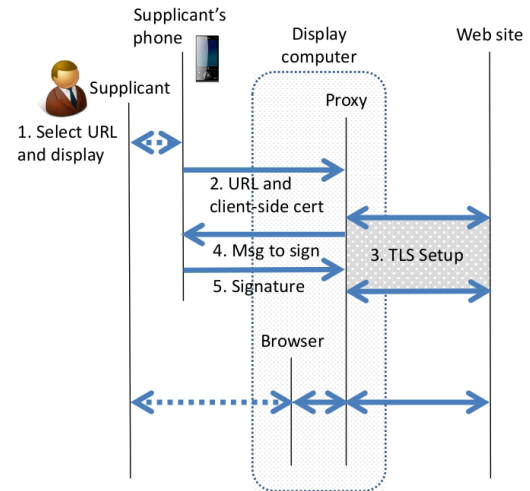 Supplicant's
phone
Display
computer
Web site
Supplicant
Proxy
1. Select URL
and display
2. URL and
client-side cert
4. Msg to sign
3. TLS Setup
5. Signature
Browser